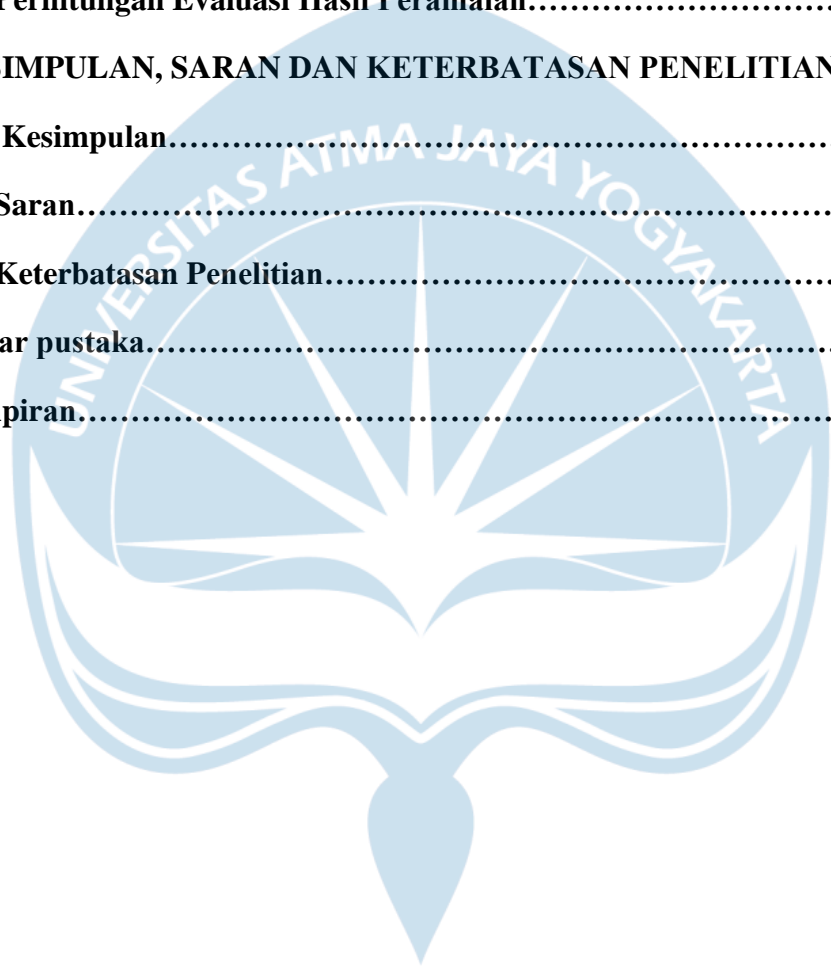 Perhitungan Evaluasi Hasil Peramalan……………………………
SIMPULAN, SARAN DAN KETERBATASAN PENELITIAN
Kesimpulan……………………………………………………………
Saran……………………………………………………………………
Keterbatasan Penelitian………………………………………………
ar pustaka………………………………………………………………
piran……………………………………………………………………
UNIVERSITAS ATMA JAYA YOGYAKARTA